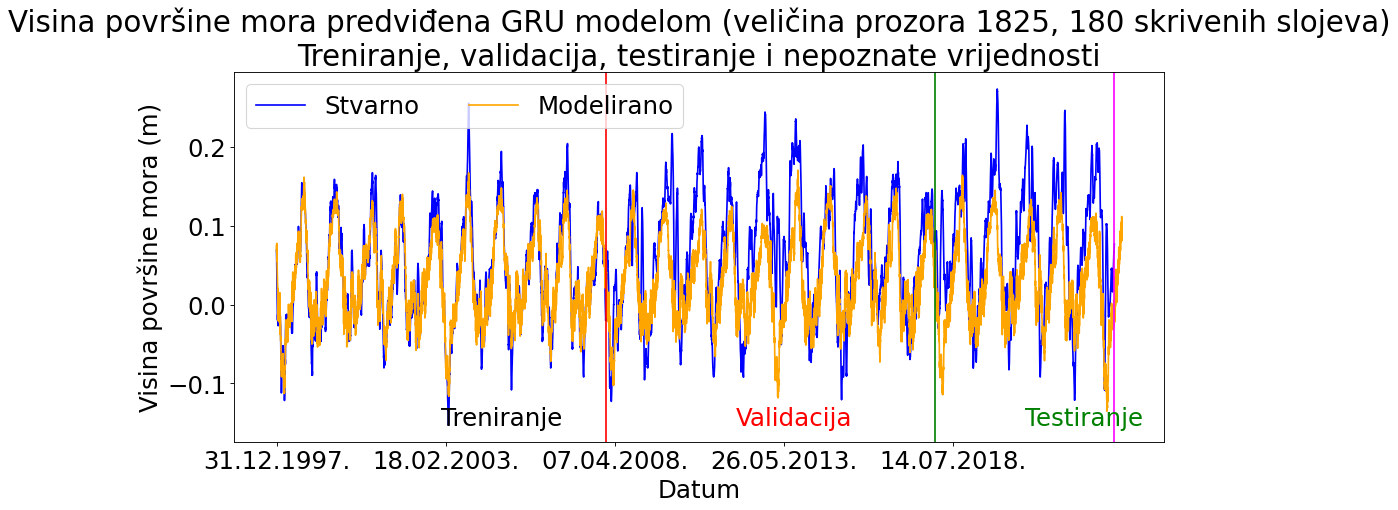 Visina površine mora predviđena GRU modelom (veličina prozora 1825, 180 skrivenih slojeva)
Treniranje, validacija, testiranje i nepoznate vrijednosti
Stvarno Modelirano
Visina površine mora (m)
0.2
0.1
0.0
−0.1
Treniranje Validacija Testiranje
31.12.1997. 18.02.2003. 07.04.2008. 26.05.2013. 14.07.2018.
Datum